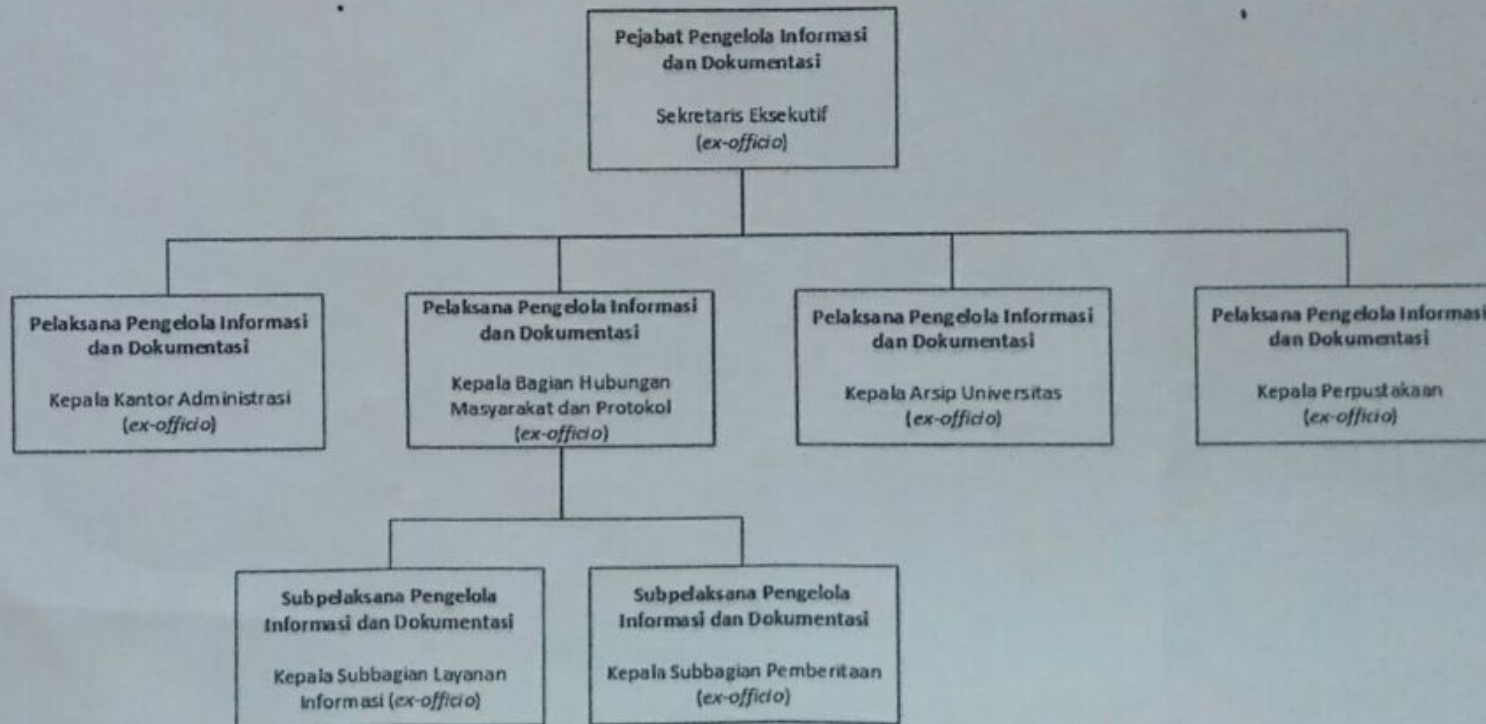 Pejabat Pengelola Informasi
dan Dokumentasi
Sekretaris Eksekutif
(ex-officio)
Pelaksana Pengelola Informasi
dan Dokumentasi
Kepala Kantor Administrasi
(ex-officio)
Pelaksana Pengelola Informasi
dan Dokumentasi
Kepala Bagian Hubungan
Masyarakat dan Protokol
(ex-officio)
Pelaksana Pengelola Informasi
dan Dokumentasi
Kepala Arsip Universitas
(ex-officio)
Pelaksana Pengelola Informasi
dan Dokumentasi
Kepala Perpustakaan
(ex-officio)
Subpelaksana Pengelola
Informasi dan Dokumentasi
Kepala Subbagian Layanan
Informasi (ex-officio)
Subpelaksana Pengelola
Informasi dan Dokumentasi
Kepala Subbagian Pemberitaan
(ex-officio)